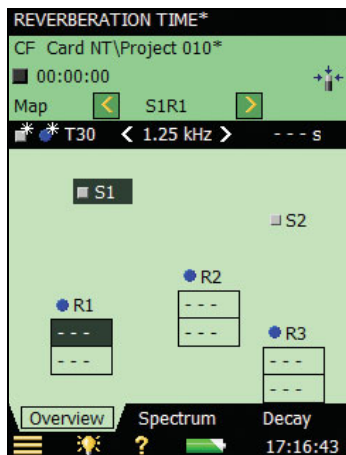 REVERBERATION TIME*
CF Card NT\Project 010*
00:00:00
Map < S1R1 >
T30 < 1.25 kHz > - - - s
S1
S2
R2
- - -
- - -
R1
- - -
- - -
R3
- - -
- - -
Overview Spectrum Decay
? 17:16:43